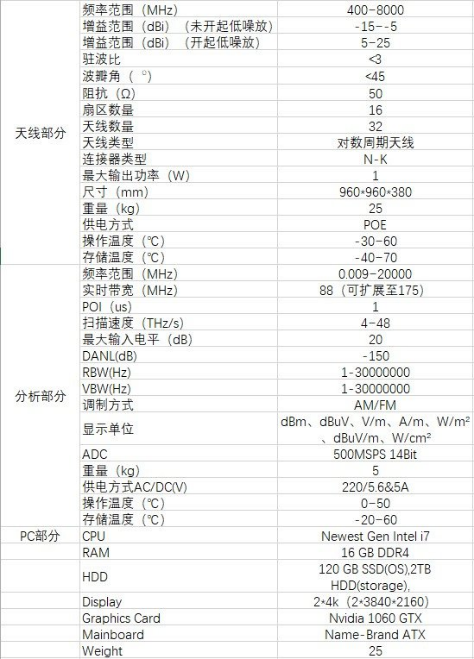 频率范围（MHz） 400-8000
增益范围（dBi）（未开起低噪放） -15--5
增益范围（dBi）（开起低噪放） 5-25
驻波比 <3
波瓣角（ °） <45
阻抗（Ω） 50
扇区数量 16
天线部分 天线数量 32
天线类型 对数周期天线
连接器类型 N-K
最大输出功率（W） 1
尺寸（mm） 960*960*380
重量（kg） 25
供电方式 POE
操作温度（℃） -30-60
存储温度（℃） -40-70
频率范围（MHz） 0.009-20000
实时带宽（MHz） 88（可扩展至175）
POI（us） 1
扫描速度（THz/s） 4-48
最大输入电平（dB） 20
DANL(dB) -150
RBW(Hz) 1-30000000
分析部分 VBW(Hz) 1-30000000
调制方式 AM/FM
显示单位 dBm、dBuV、V/m、A/m、W/m²
、dBuV/m、W/cm²
ADC 500MSPS 14Bit
重量（kg） 5
供电方式AC/DC(V) 220/5.6&5A
操作温度（℃） 0-50
存储温度（℃） -20-60
PC部分 CPU Newest Gen Intel i7
RAM 16 GB DDR4
HDD 120 GB SSD(OS),2TB
HDD(storage),
Display 2*4k（2*3840*2160）
Graphics Card Nvidia 1060 GTX
Mainboard Name-Brand ATX
Weight 25